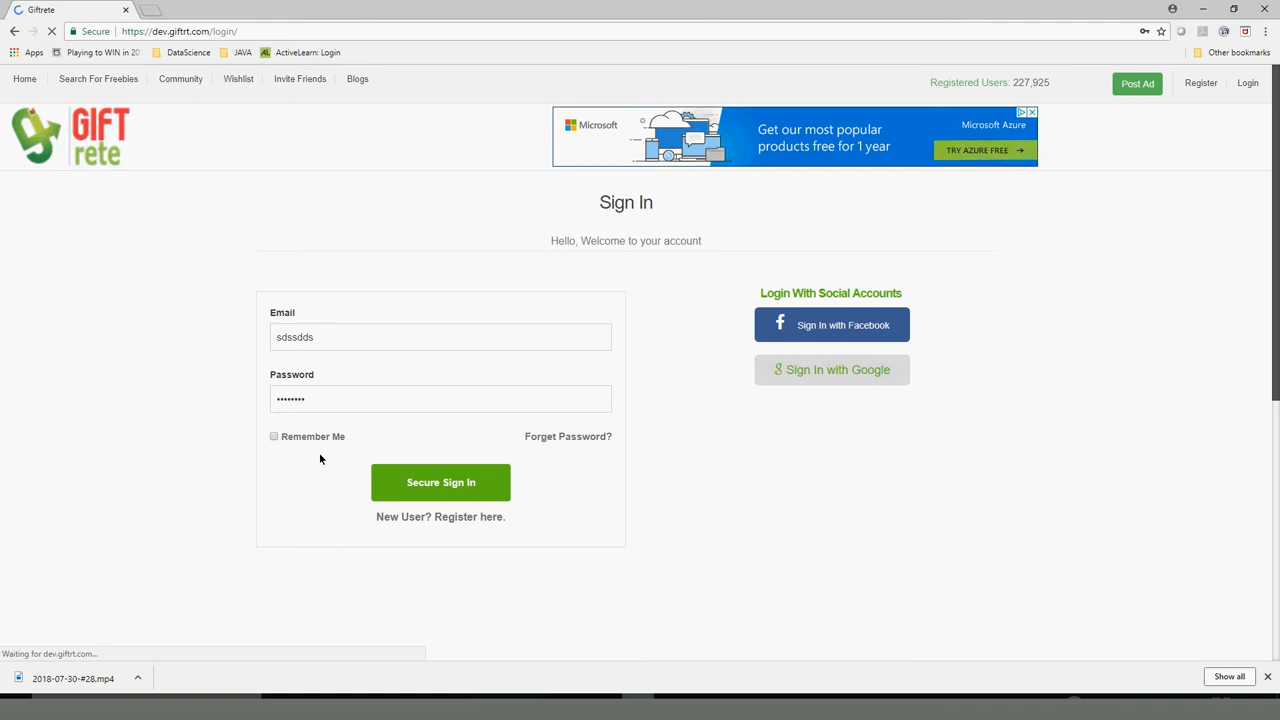 Giftrete
Secure https://dev.giftrt.com/login/
Apps Playing to WIN in 20 DataScience JAVA AL ActiveLearn: Login Other bookmarks
Home Search For Freebies Community Wishlist Invite Friends Blogs Registered Users: 227,925 Post Ad Register Login
GIFT
rete
Microsoft
Get our most popular
products free for 1 year
Microsoft Azure
TRY AZURE FREE →
Sign In
Hello, Welcome to your account
Email
sdssdds
Password
••••••••
Remember Me Forget Password?
Secure Sign In
New User? Register here.
Login With Social Accounts
f Sign In with Facebook
g Sign In with Google
Waiting for dev.giftrt.com...
2018-07-30-#28.mp4 Show all